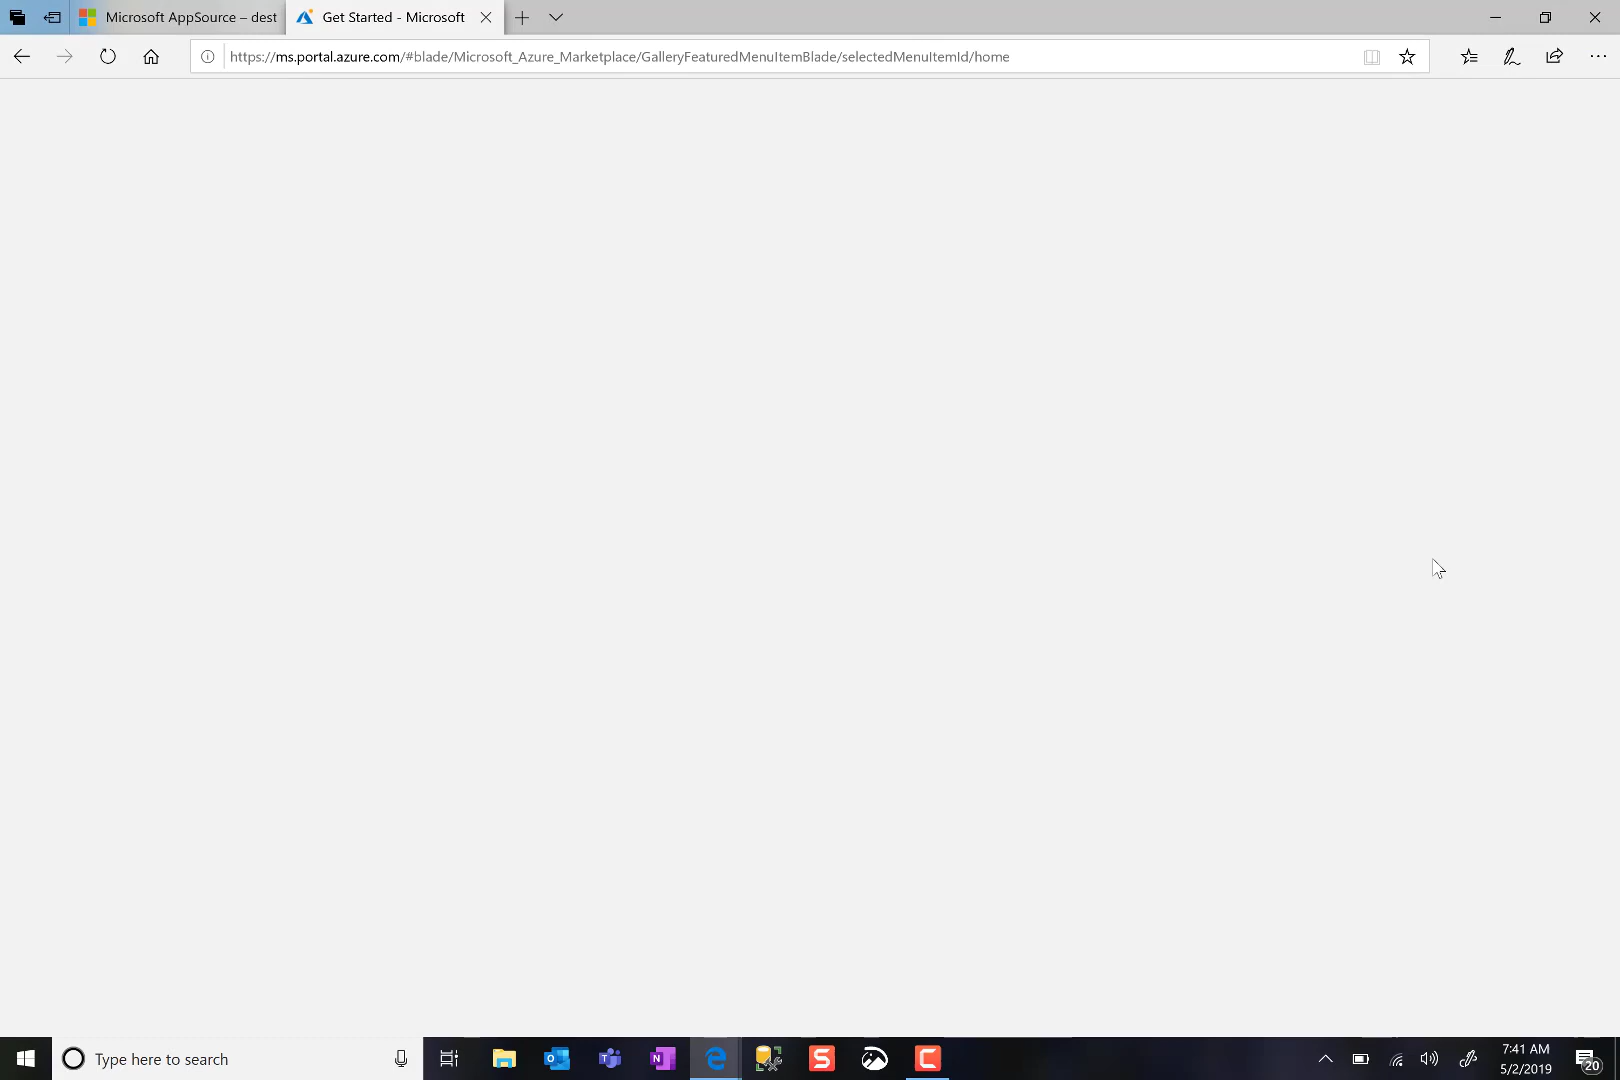 Microsoft AppSource – dest
Get Started - Microsoft
https://ms.portal.azure.com/#blade/Microsoft_Azure_Marketplace/GalleryFeaturedMenuItemBlade/selectedMenuItemId/home
Type here to search
7:41 AM
5/2/2019
20